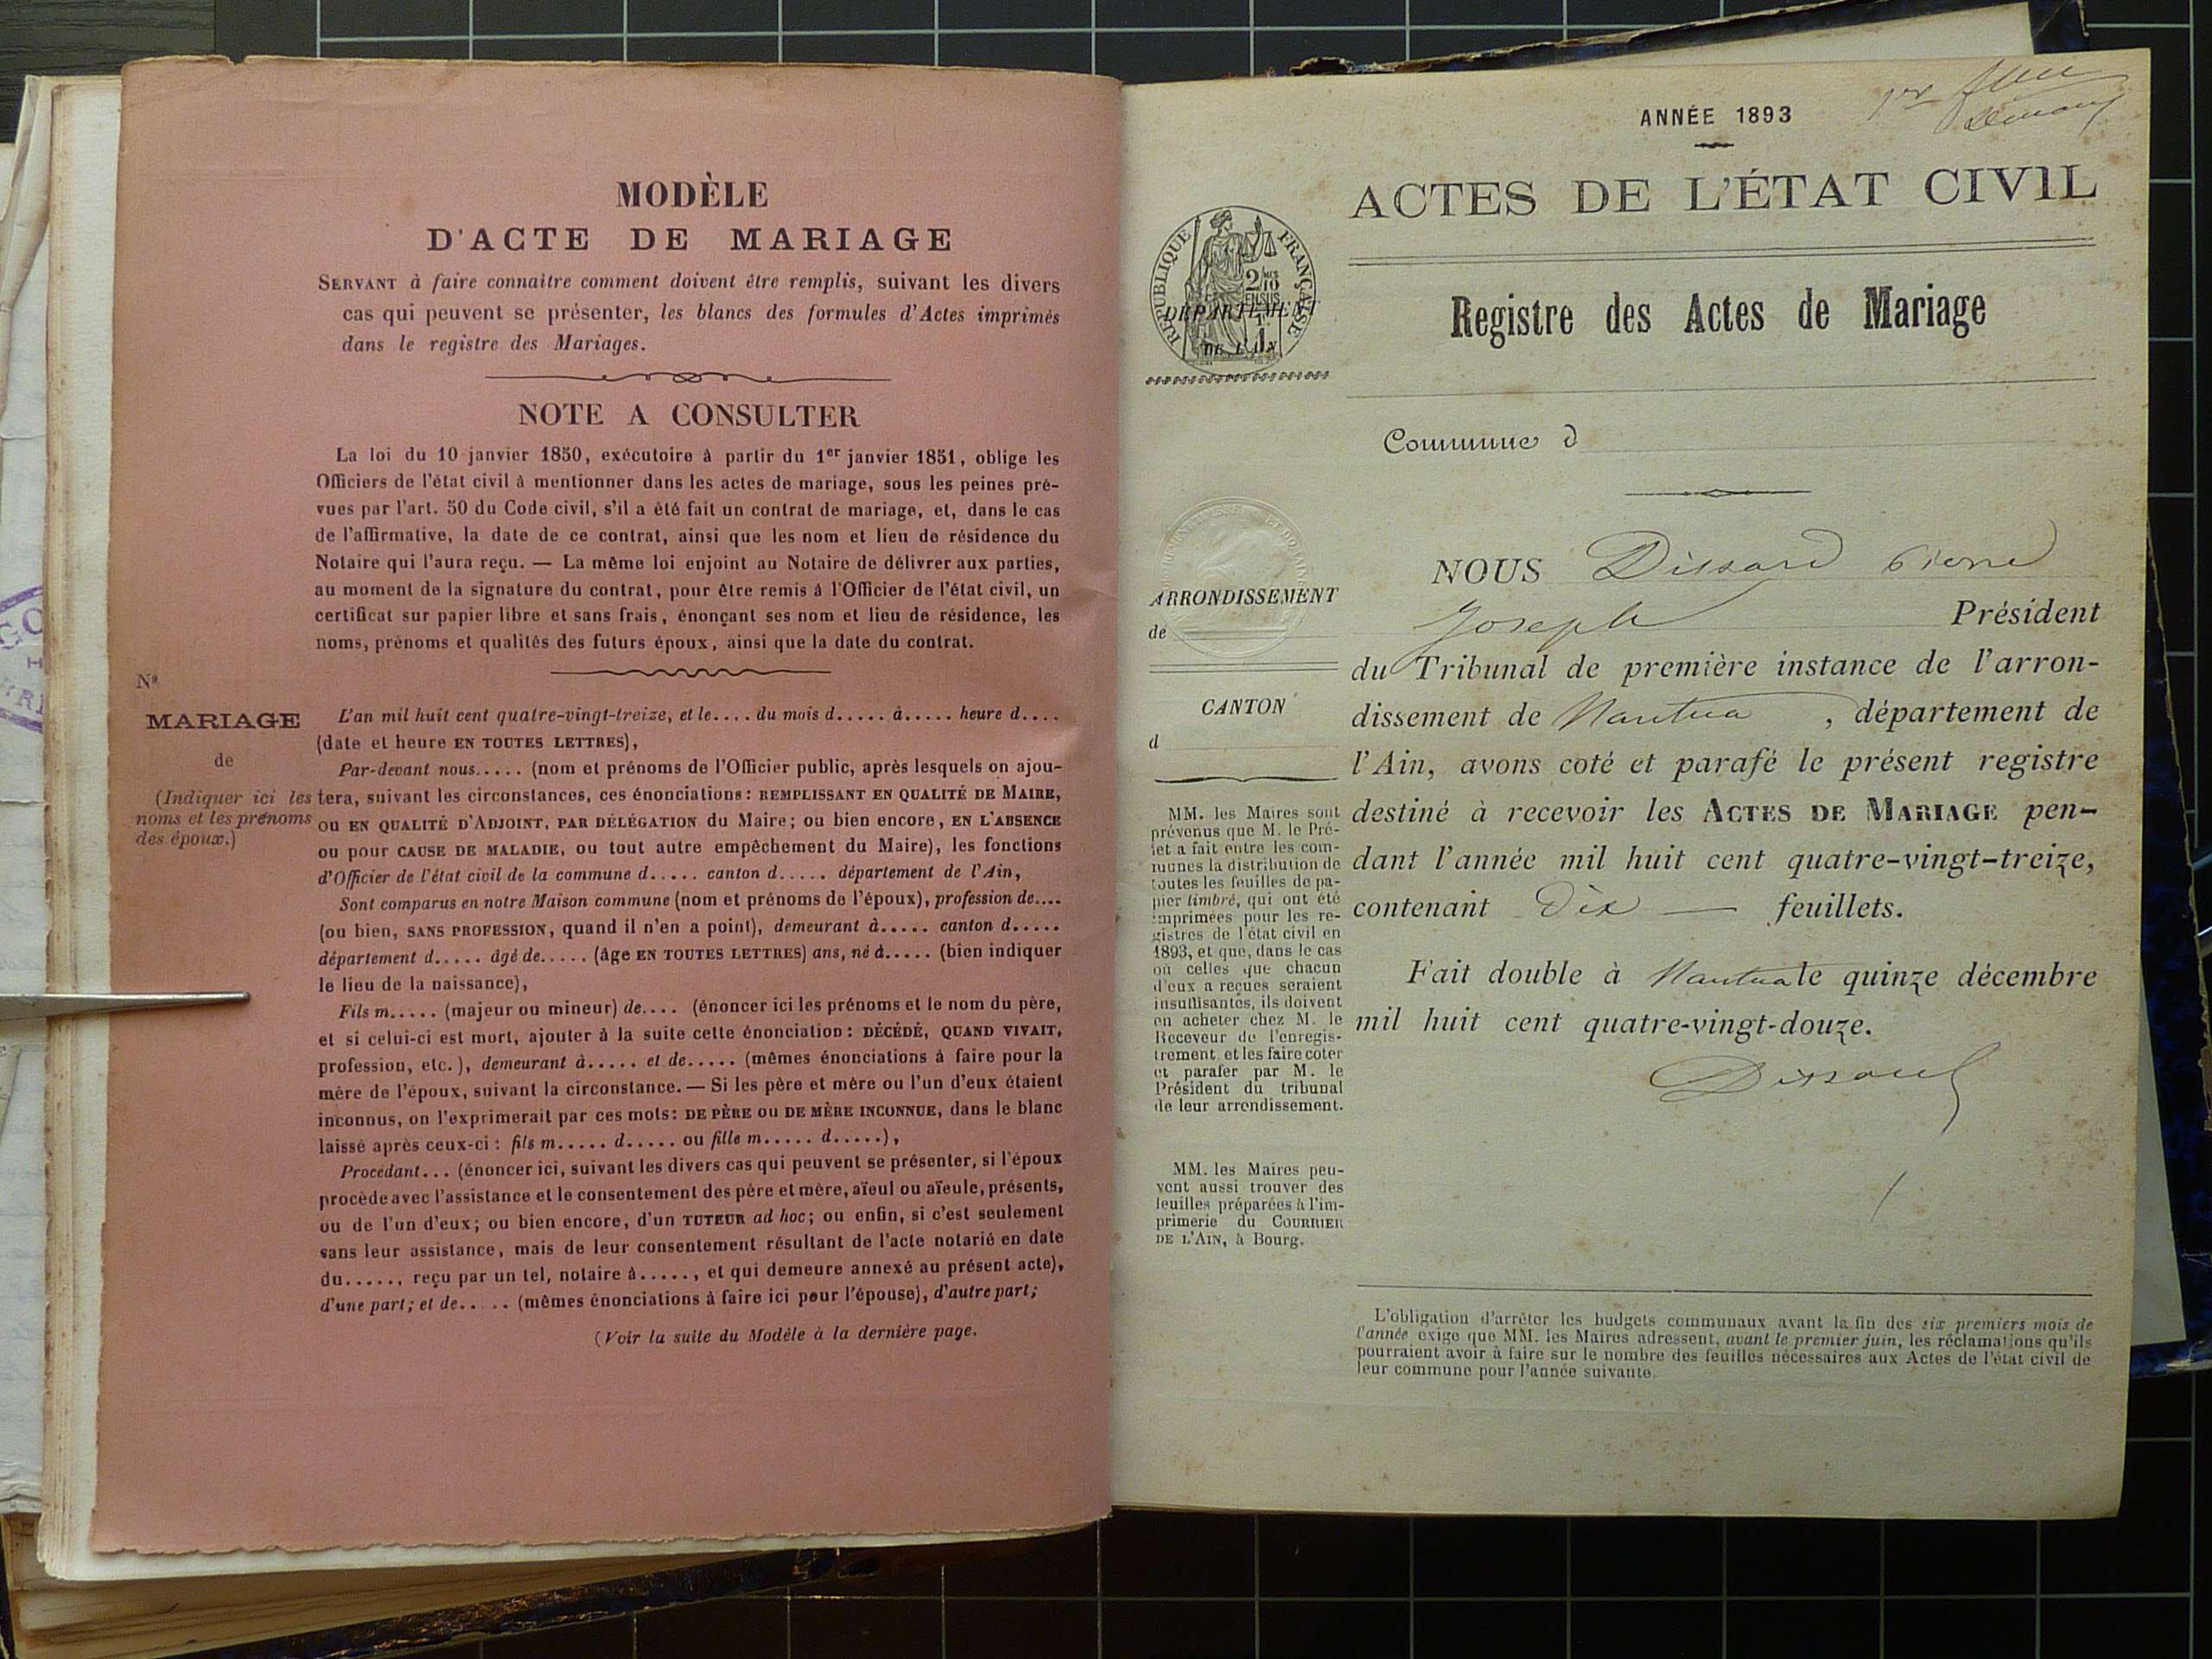 MODÈLE
D'ACTE DE MARIAGE
SERVANT à faire connaître comment doivent être remplis, suivant les divers
cas qui peuvent se présenter, les blancs des formules d'Actes imprimés
dans le registre des Mariages.
NOTE A CONSULTER
La loi du 10 janvier 1850, exécutoire à partir du 1er janvier 1851, oblige les
Officiers de l'état civil à mentionner dans les actes de mariage, sous les peines pré-
vues par l'art. 50 du Code civil, s'il a été fait un contrat de mariage, et, dans le cas
de l'affirmative, la date de ce contrat, ainsi que les nom et lieu de résidence du
Notaire qui l'aura reçu. — La même loi enjoint au Notaire de délivrer aux parties,
au moment de la signature du contrat, pour être remis à l'Officier de l'état civil, un
certificat sur papier libre et sans frais, énonçant ses nom et lieu de résidence, les
noms, prénoms et qualités des futurs époux, ainsi que la date du contrat.
No
MARIAGE
de
(Indiquer ici les
noms et les prénoms
des époux.)
L'an mil huit cent quatre-vingt-treize, et le.... du mois d..... à..... heure d....
(date et heure EN TOUTES LETTRES),
Par-devant nous..... (nom et prénoms de l'Officier public, après lesquels on ajou-
tera, suivant les circonstances, ces énonciations: REMPLISSANT EN QUALITÉ DE MAIRE,
OU EN QUALITÉ D'ADJOINT, PAR DÉLÉGATION du Maire; ou bien encore, EN L'ABSENCE
ou pour CAUSE DE MALADIE, ou tout autre empêchement du Maire), les fonctions
d'Officier de l'état civil de la commune d..... canton d..... département de l'Ain,
Sont comparus en notre Maison commune (nom et prénoms de l'époux), profession de....
(ou bien, SANS PROFESSION, quand il n'en a point), demeurant à..... canton d.....
département d..... âgé de..... (âge EN TOUTES LETTRES) ans, né à..... (bien indiquer
le lieu de la naissance),
Fils m..... (majeur ou mineur) de.... (énoncer ici les prénoms et le nom du père,
et si celui-ci est mort, ajouter à la suite cette énonciation: DÉCÉDÉ, QUAND VIVAIT,
profession, etc.), demeurant à..... et de..... (mêmes énonciations à faire pour la
mère de l'époux, suivant la circonstance. — Si les père et mère ou l'un d'eux étaient
inconnus, on l'exprimerait par ces mots: DE PÈRE OU DE MÈRE INCONNUE, dans le blanc
laissé après ceux-ci: fils m..... d..... ou fille m..... d.....),
Procédant... (énoncer ici, suivant les divers cas qui peuvent se présenter, si l'époux
procède avec l'assistance et le consentement des père et mère, aïeul ou aïeule, présents,
ou de l'un d'eux; ou bien encore, d'un TUTEUR ad hoc; ou enfin, si c'est seulement
sans leur assistance, mais de leur consentement résultant de l'acte notarié en date
du....., reçu par un tel, notaire à....., et qui demeure annexé au présent acte),
d'une part; et de..... (mêmes énonciations à faire ici pour l'épouse), d'autre part;
(Voir la suite du Modèle à la dernière page.
ANNÉE 1893
ACTES DE L'ÉTAT CIVIL
RÉPUBLIQUE FRANÇAISE
DÉPARTEMENT
DE L'AIN
Registre des Actes de Mariage
Commune d
NOUS Dissard Pierre
Joseph Président
du Tribunal de première instance de l'arron-
dissement de Nantua, département de
l'Ain, avons coté et parafé le présent registre
destiné à recevoir les ACTES DE MARIAGE pen-
dant l'année mil huit cent quatre-vingt-treize,
contenant Dix — feuillets.
Fait double à Nantua le quinze décembre
mil huit cent quatre-vingt-douze.
Dissard
ARRONDISSEMENT
de
CANTON
d
MM. les Maires sont
prévenus que M. le Pré-
fet a fait entre les com-
munes la distribution de
toutes les feuilles de pa-
pier timbré, qui ont été
imprimées pour les re-
gistres de l'état civil en
1893, et que, dans le cas
où celles que chacun
d'eux a reçues seraient
insuffisantes, ils doivent
en acheter chez M. le
Receveur de l'enregis-
trement et les faire coter
et parafer par M. le
Président du tribunal
de leur arrondissement.
MM. les Maires peu-
vent aussi trouver des
feuilles préparées à l'im-
primerie du COURRIER
DE L'AIN, à Bourg.
L'obligation d'arrêter les budgets communaux avant la fin des six premiers mois de
l'année exige que MM. les Maires adressent, avant le premier juin, les réclamations qu'ils
pourraient avoir à faire sur le nombre des feuilles nécessaires aux Actes de l'état civil de
leur commune pour l'année suivante.